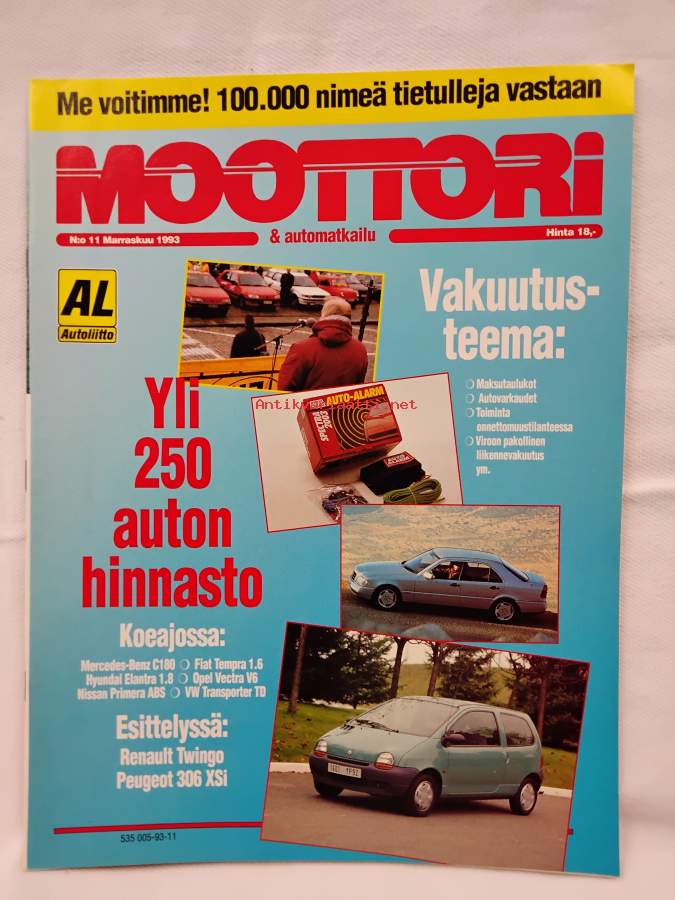 Me voitimme! 100.000 nimeä tietulleja vastaan
MOOTTORI
N:o 11 Marraskuu 1993
& automatkailu
Hinta 18,-
AL
Autoliitto
Vakuutus-
teema:
❍ Maksutaulukot
❍ Autovarkaudet
❍ Toiminta
onnettomuustilanteessa
❍ Viroon pakollinen
liikennevakuutus
ym.
Yli
250
auton
hinnasto
AUTO-ALARM
SPECTRA
Koeajossa:
Mercedes-Benz C180 ❍ Fiat Tempra 1.6
Hyundai Elantra 1.8 ❍ Opel Vectra V6
Nissan Primera ABS ❍ VW Transporter TD
Esittelyssä:
Renault Twingo
Peugeot 306 XSi
535 005-93-11